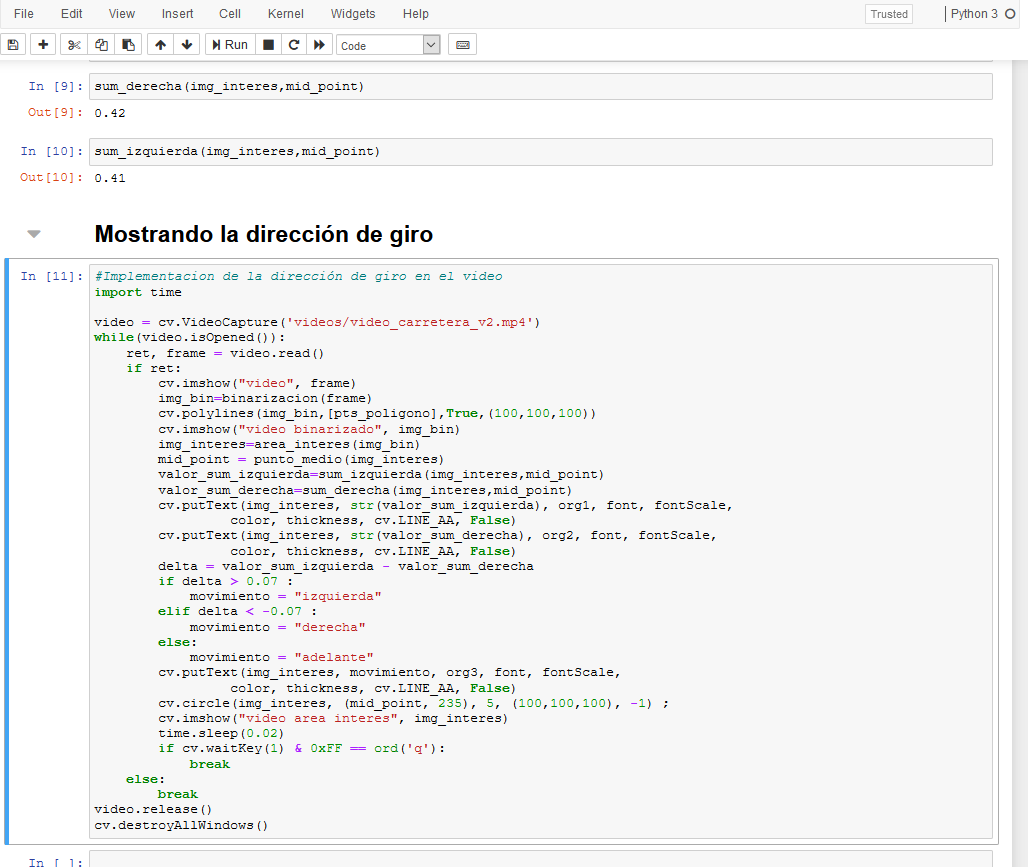 File Edit View Insert Cell Kernel Widgets Help Trusted Python 3
Run Code
In [9]: sum_derecha(img_interes,mid_point)
Out[9]: 0.42
In [10]: sum_izquierda(img_interes,mid_point)
Out[10]: 0.41
Mostrando la dirección de giro
In [11]: #Implementacion de la dirección de giro en el video
import time
video = cv.VideoCapture('videos/video_carretera_v2.mp4')
while(video.isOpened()):
    ret, frame = video.read()
    if ret:
        cv.imshow("video", frame)
        img_bin=binarizacion(frame)
        cv.polylines(img_bin,[pts_poligono],True,(100,100,100))
        cv.imshow("video binarizado", img_bin)
        img_interes=area_interes(img_bin)
        mid_point = punto_medio(img_interes)
        valor_sum_izquierda=sum_izquierda(img_interes,mid_point)
        valor_sum_derecha=sum_derecha(img_interes,mid_point)
        cv.putText(img_interes, str(valor_sum_izquierda), org1, font, fontScale,
                 color, thickness, cv.LINE_AA, False)
        cv.putText(img_interes, str(valor_sum_derecha), org2, font, fontScale,
                 color, thickness, cv.LINE_AA, False)
        delta = valor_sum_izquierda - valor_sum_derecha
        if delta > 0.07 :
            movimiento = "izquierda"
        elif delta < -0.07 :
            movimiento = "derecha"
        else:
            movimiento = "adelante"
        cv.putText(img_interes, movimiento, org3, font, fontScale,
                 color, thickness, cv.LINE_AA, False)
        cv.circle(img_interes, (mid_point, 235), 5, (100,100,100), -1) ;
        cv.imshow("video area interes", img_interes)
        time.sleep(0.02)
        if cv.waitKey(1) & 0xFF == ord('q'):
            break
    else:
        break
video.release()
cv.destroyAllWindows()
In [ ]: